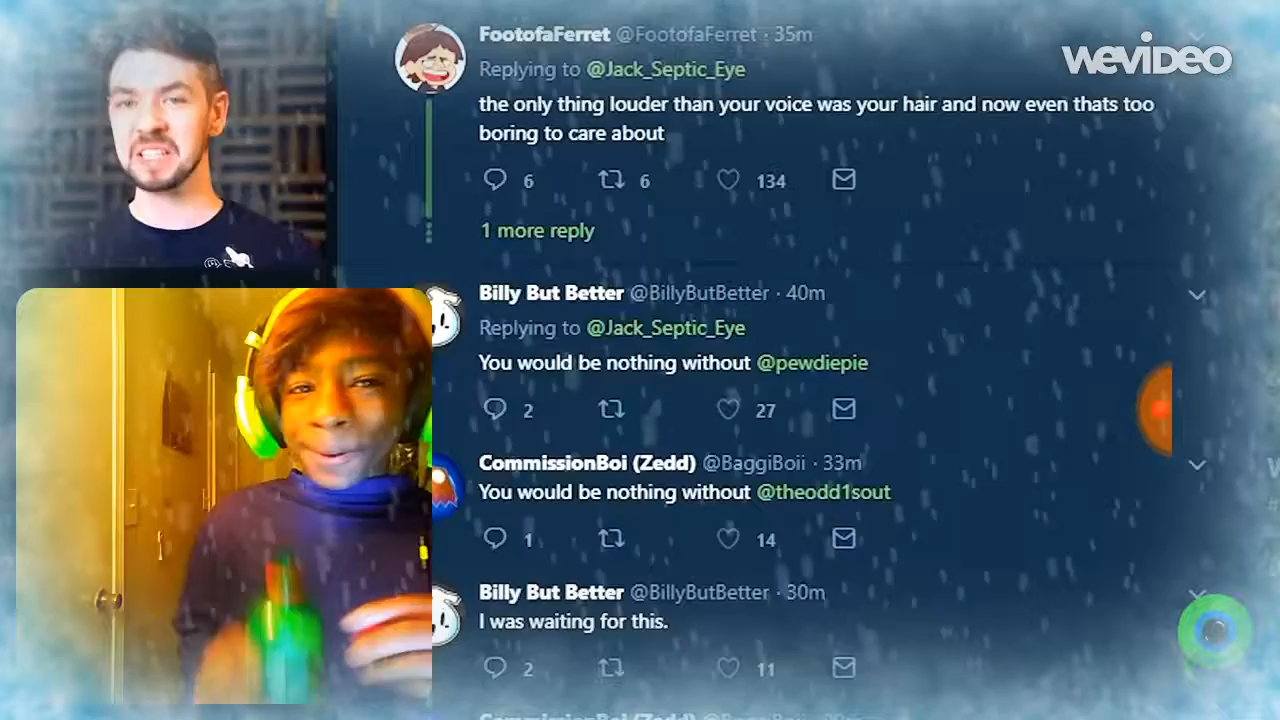 wevideo
FootofaFerret @FootofaFerret · 35m
Replying to @Jack_Septic_Eye
the only thing louder than your voice was your hair and now even thats too
boring to care about
6 6 134
1 more reply
Billy But Better @BillyButBetter · 40m
Replying to @Jack_Septic_Eye
You would be nothing without @pewdiepie
2 27
CommissionBoi (Zedd) @BaggiBoii · 33m
You would be nothing without @theodd1sout
1 14
Billy But Better @BillyButBetter · 30m
I was waiting for this.
2 11
CommissionBoi (Zedd) @BaggiBoii